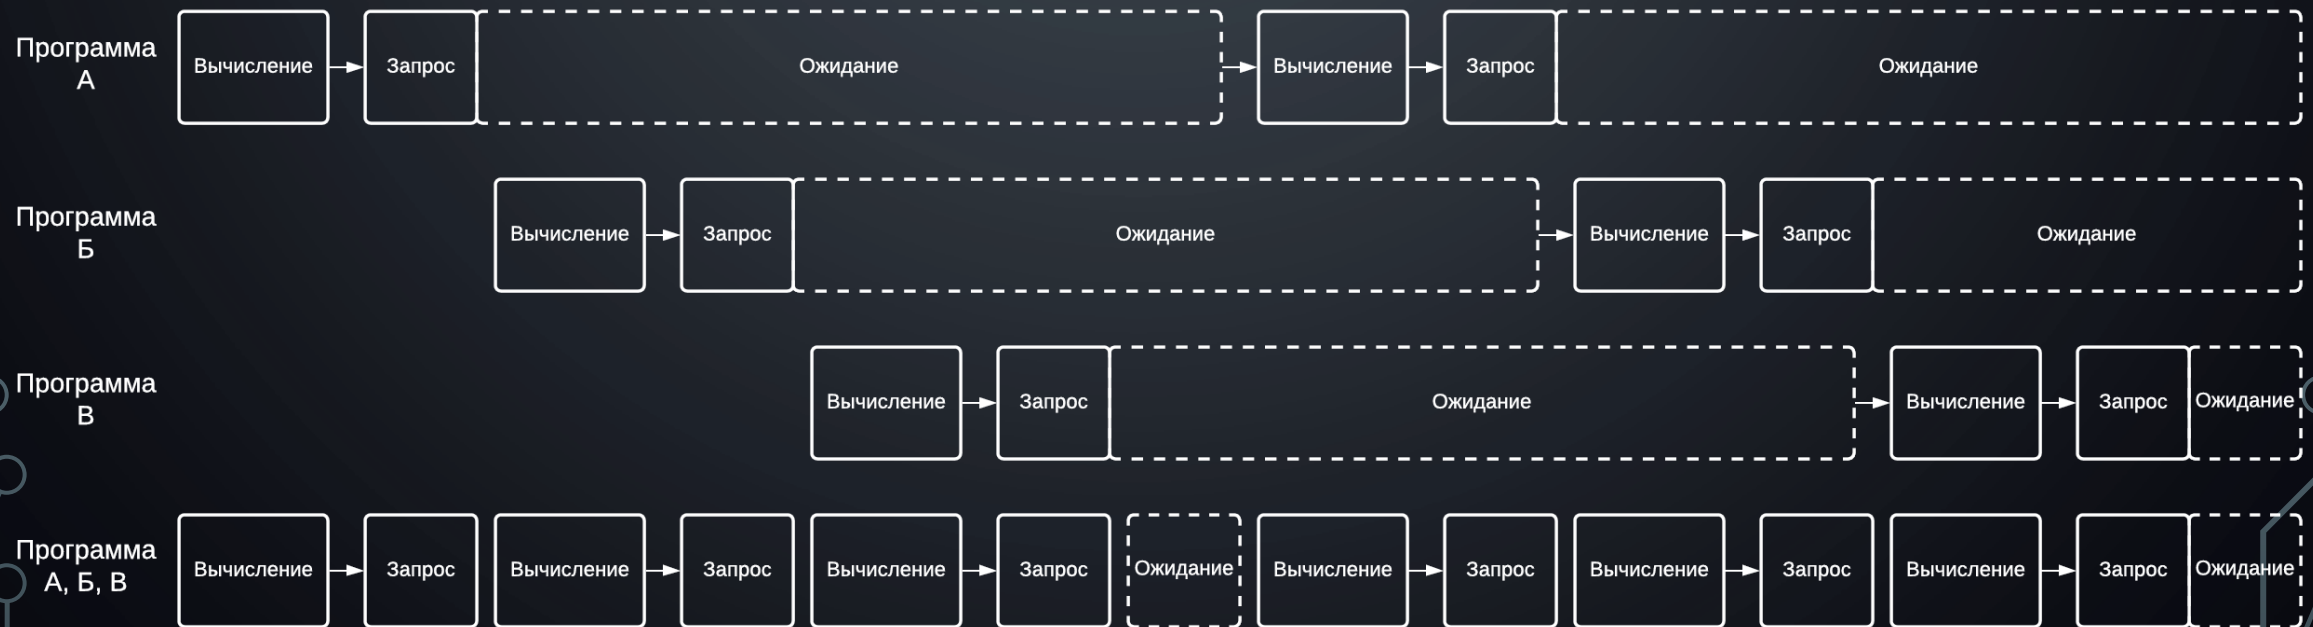 Программа
А
Вычисление
Запрос
Ожидание
Вычисление
Запрос
Ожидание
Программа
Б
Вычисление
Запрос
Ожидание
Вычисление
Запрос
Ожидание
Программа
В
Вычисление
Запрос
Ожидание
Вычисление
Запрос
Ожидание
Программа
А, Б, В
Вычисление
Запрос
Вычисление
Запрос
Вычисление
Запрос
Ожидание
Вычисление
Запрос
Вычисление
Запрос
Вычисление
Запрос
Ожидание